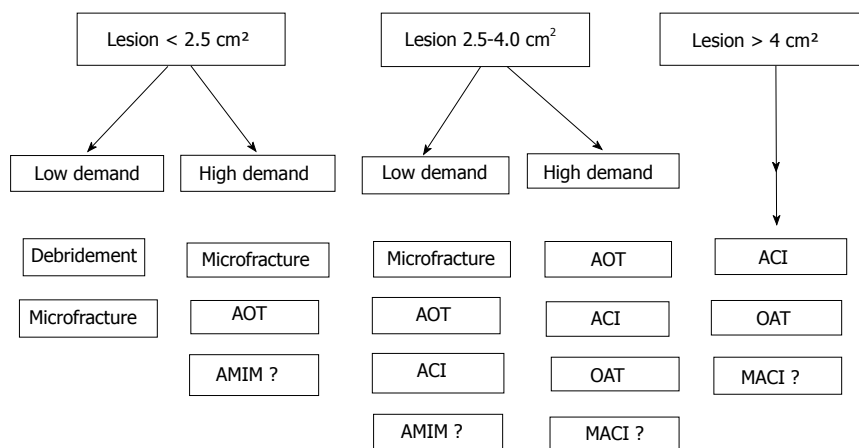 Lesion < 2.5 cm²
Lesion 2.5-4.0 cm²
Lesion > 4 cm²
Low demand
High demand
Low demand
High demand
Debridement
Microfracture
Microfracture
AOT
ACI
Microfracture
AOT
AOT
ACI
OAT
AMIM ?
ACI
OAT
MACI ?
AMIM ?
MACI ?